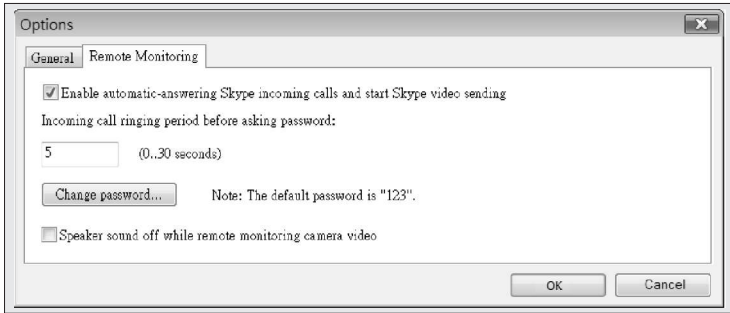 Options
General
Remote Monitoring
Enable automatic-answering Skype incoming calls and start Skype video sending
Incoming call ringing period before asking password:
5 (0..30 seconds)
Change password... Note: The default password is "123".
Speaker sound off while remote monitoring camera video
OK Cancel